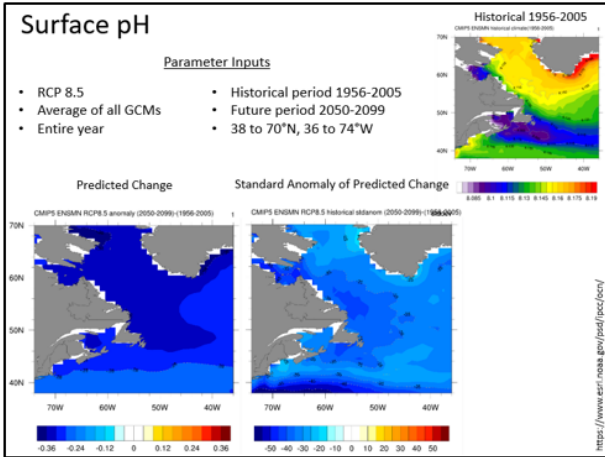 Surface pH
Historical 1956-2005
CMIP5 ENSMN historical climate(1956-2005)
Parameter Inputs
• RCP 8.5
• Average of all GCMs
• Entire year
• Historical period 1956-2005
• Future period 2050-2099
• 38 to 70°N, 36 to 74°W
70N
60N
50N
40N
70W 60W 50W 40W
8.085 8.1 8.115 8.13 8.145 8.16 8.175 8.19
Predicted Change
CMIP5 ENSMN RCP8.5 anomaly (2050-2099)-(1956-2005)
70N
60N
50N
40N
70W 60W 50W 40W
-0.36 -0.24 -0.12 0 0.12 0.24 0.36
Standard Anomaly of Predicted Change
CMIP5 ENSMN RCP8.5 historical stdanom (2050-2099)-(1956-2005)
70N
60N
50N
40N
70W 60W 50W 40W
-50 -40 -30 -20 -10 0 10 20 30 40 50
https://www.esrl.noaa.gov/psd/ipcc/ocn/